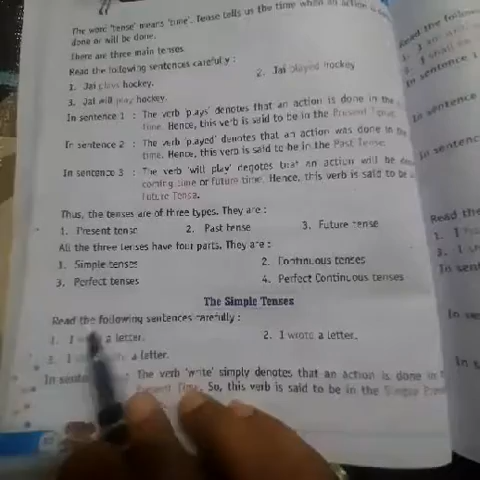 The word 'tense' means 'time'. Tense tells us the time when an action is
done or will be done.
There are three main tenses.
Read the following sentences carefully :
1. Jai plays hockey.
2. Jai played hockey
3. Jai will play hockey.
In sentence 1 : The verb 'plays' denotes that an action is done in the
time. Hence, this verb is said to be in the Present Tense.
In sentence 2 : The verb 'played' denotes that an action was done in the
time. Hence, this verb is said to be in the Past Tense.
In sentence 3 : The verb 'will play' denotes that an action will be
coming time or future time. Hence, this verb is said to be
Future Tense.
Thus, the tenses are of three types. They are :
1. Present tense
2. Past tense
3. Future tense
All the three tenses have four parts. They are :
1. Simple tenses
2. Continuous tenses
3. Perfect tenses
4. Perfect Continuous tenses
The Simple Tenses
Read the following sentences carefully :
1. I a letter.
2. I wrote a letter.
3. I a letter.
In The verb 'write' simply denotes that an action is done in
Present Time. So, this verb is said to be in the Simple
Read the
In sentence 1
In sentence
In sentence
Read the
1. I
2. I
In
In
In